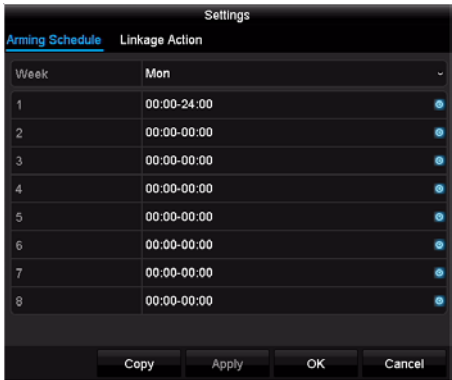 Settings
Arming Schedule Linkage Action
Week Mon
1 00:00-24:00
2 00:00-00:00
3 00:00-00:00
4 00:00-00:00
5 00:00-00:00
6 00:00-00:00
7 00:00-00:00
8 00:00-00:00
Copy Apply OK Cancel